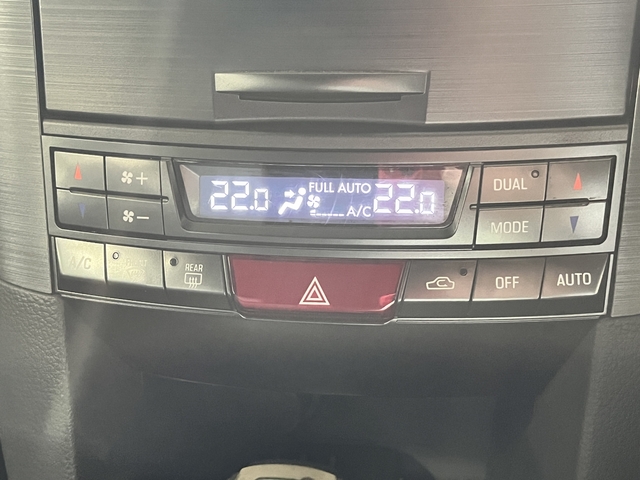 22.0 FULL AUTO 22.0
A/C
DUAL
MODE
A/C
REAR
OFF
AUTO